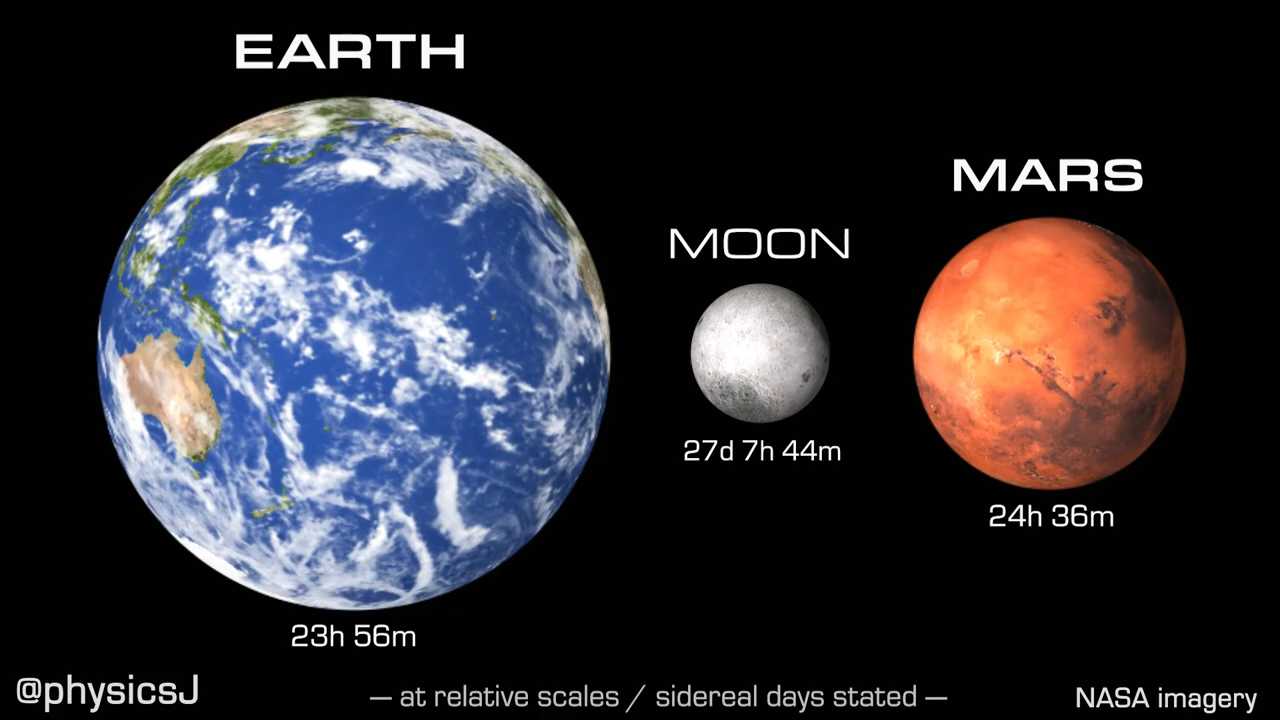 EARTH
MARS
MOON
27d 7h 44m
24h 36m
23h 56m
@physicsJ
— at relative scales / sidereal days stated —
NASA imagery